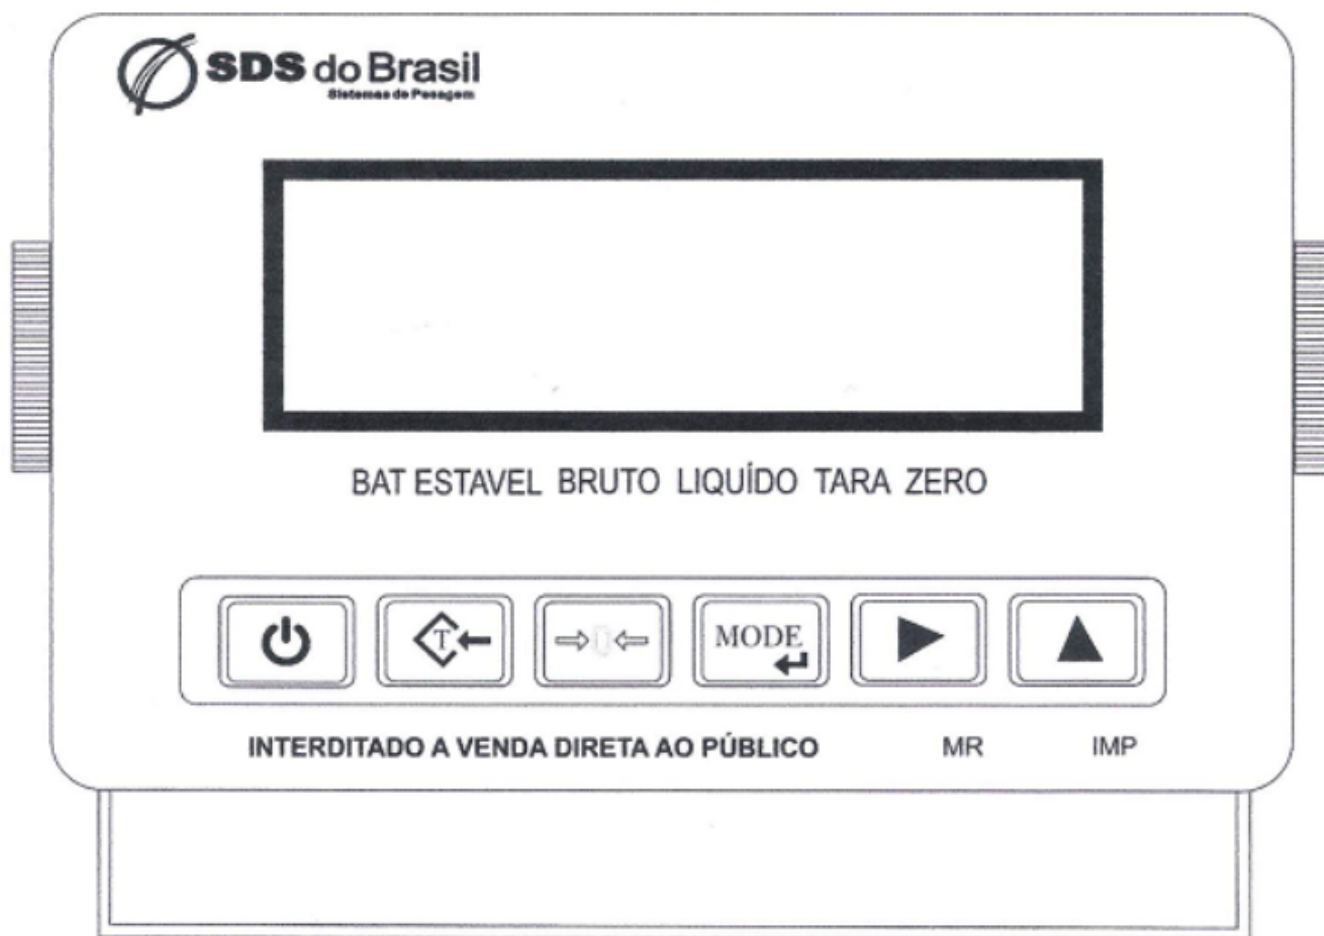 SDS do Brasil
Sistemas de Pesagem
BAT ESTAVEL BRUTO LIQUÍDO TARA ZERO
T
MODE
INTERDITADO A VENDA DIRETA AO PÚBLICO MR IMP